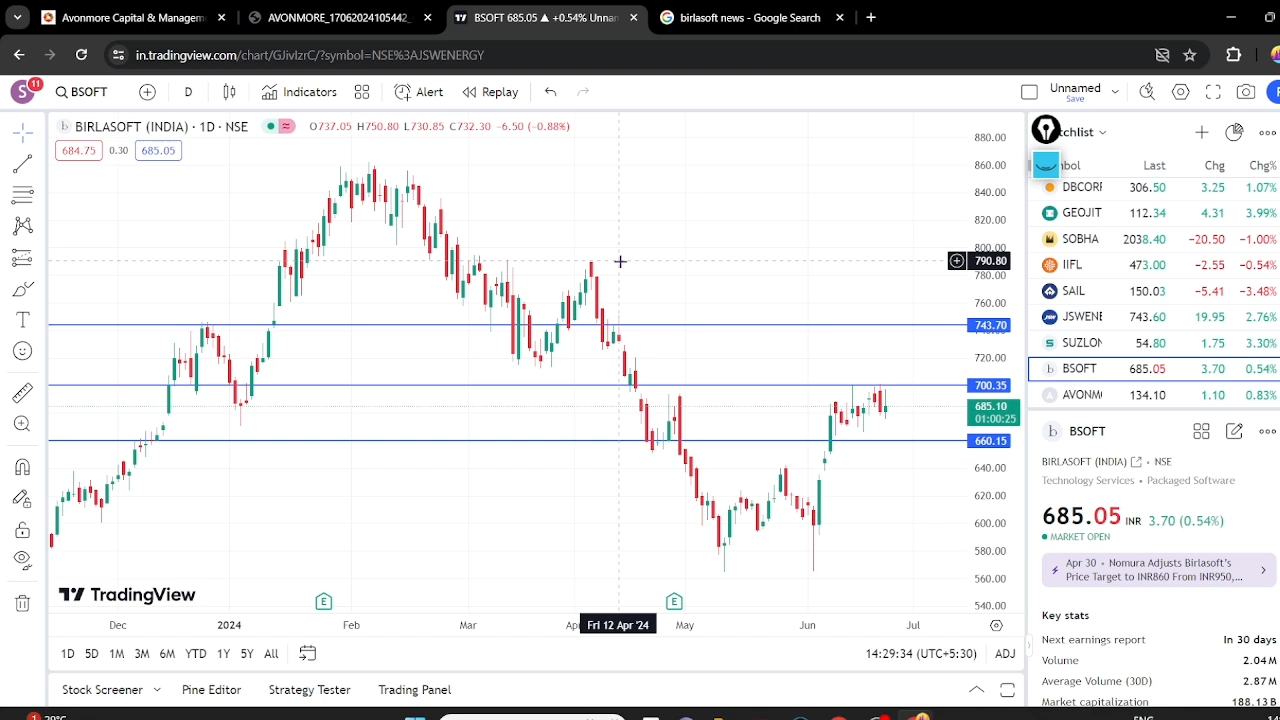 Avonmore Capital & Managem
AVONMORE_17062024105442_
BSOFT 685.05 ▲ +0.54% Unnan
birlasoft news - Google Search
in.tradingview.com/chart/GJivIzrC/?symbol=NSE%3AJSWENERGY
S
11
BSOFT
D
Indicators
Alert
Replay
Unnamed
Save
BIRLASOFT (INDIA) · 1D · NSE
O737.05 H750.80 L730.85 C732.30 -6.50 (-0.88%)
684.75
0.30
685.05
880.00
860.00
840.00
820.00
800.00
790.80
780.00
760.00
743.70
720.00
700.35
685.10
01:00:25
660.15
640.00
620.00
600.00
580.00
560.00
540.00
TradingView
E
E
Dec
2024
Feb
Mar
Ap
Fri 12 Apr '24
May
Jun
Jul
1D
5D
1M
3M
6M
YTD
1Y
5Y
All
14:29:34 (UTC+5:30)
ADJ
Stock Screener
Pine Editor
Strategy Tester
Trading Panel
tchlist
bol
Last
Chg
Chg%
DBCORF 306.50 3.25 1.07%
GEOJIT 112.34 4.31 3.99%
SOBHA 2038.40 -20.50 -1.00%
IIFL 473.00 -2.55 -0.54%
SAIL 150.03 -5.41 -3.48%
JSWENE 743.60 19.95 2.76%
SUZLON 54.80 1.75 3.30%
BSOFT 685.05 3.70 0.54%
AVONM 134.10 1.10 0.83%
b BSOFT
BIRLASOFT (INDIA) • NSE
Technology Services • Packaged Software
685.05 INR 3.70 (0.54%)
MARKET OPEN
Apr 30 • Nomura Adjusts Birlasoft's
Price Target to INR860 From INR950,...
Key stats
Next earnings report In 30 days
Volume 2.04 M
Average Volume (30D) 2.87 M
Market capitalization 188.13 B